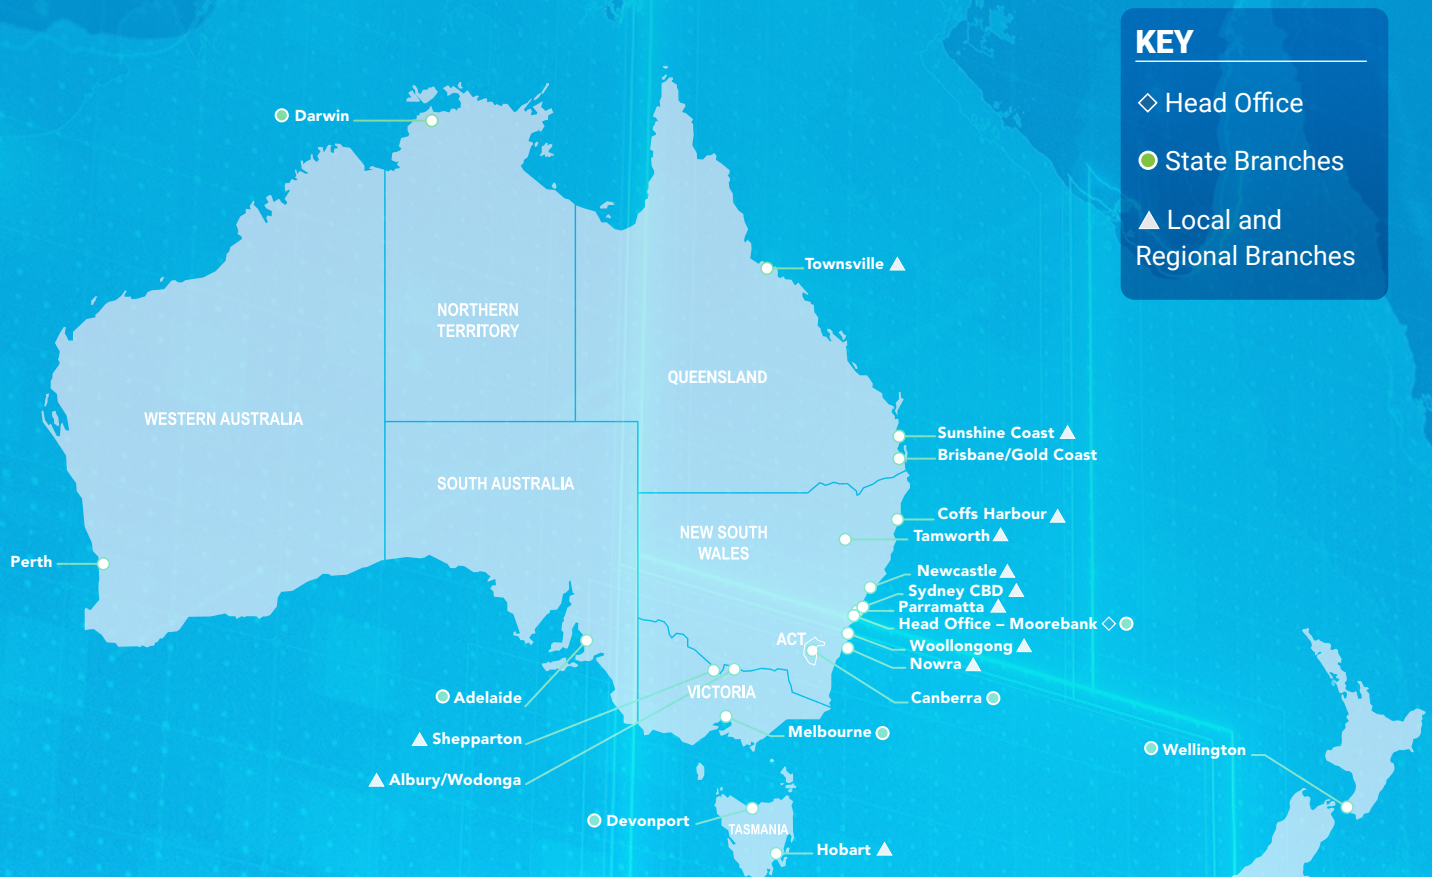 KEY
Head Office
State Branches
Local and
Regional Branches
Darwin
Townsville
NORTHERN
TERRITORY
QUEENSLAND
WESTERN AUSTRALIA
Sunshine Coast
Brisbane/Gold Coast
SOUTH AUSTRALIA
Coffs Harbour
NEW SOUTH
WALES
Tamworth
Perth
Newcastle
Sydney CBD
Parramatta
Head Office – Moorebank
ACT
Woollongong
Nowra
VICTORIA
Adelaide
Canberra
Shepparton
Melbourne
Wellington
Albury/Wodonga
Devonport
TASMANIA
Hobart